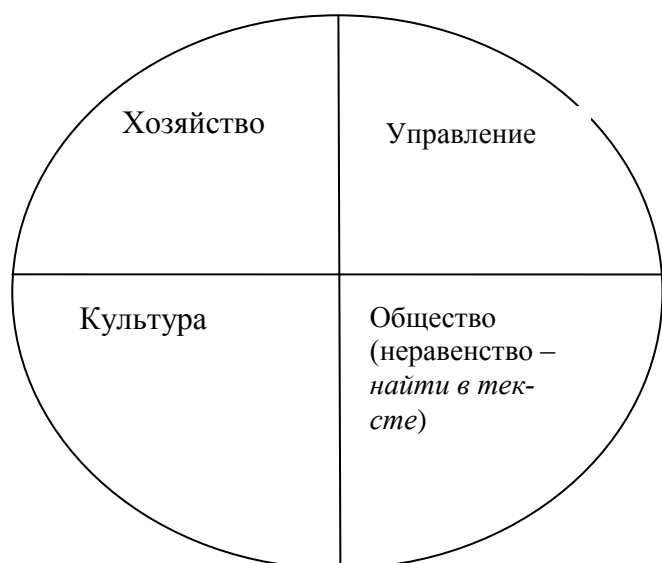 Хозяйство
Управление
Культура
Общество
(неравенство –
найти в тек-
сте)